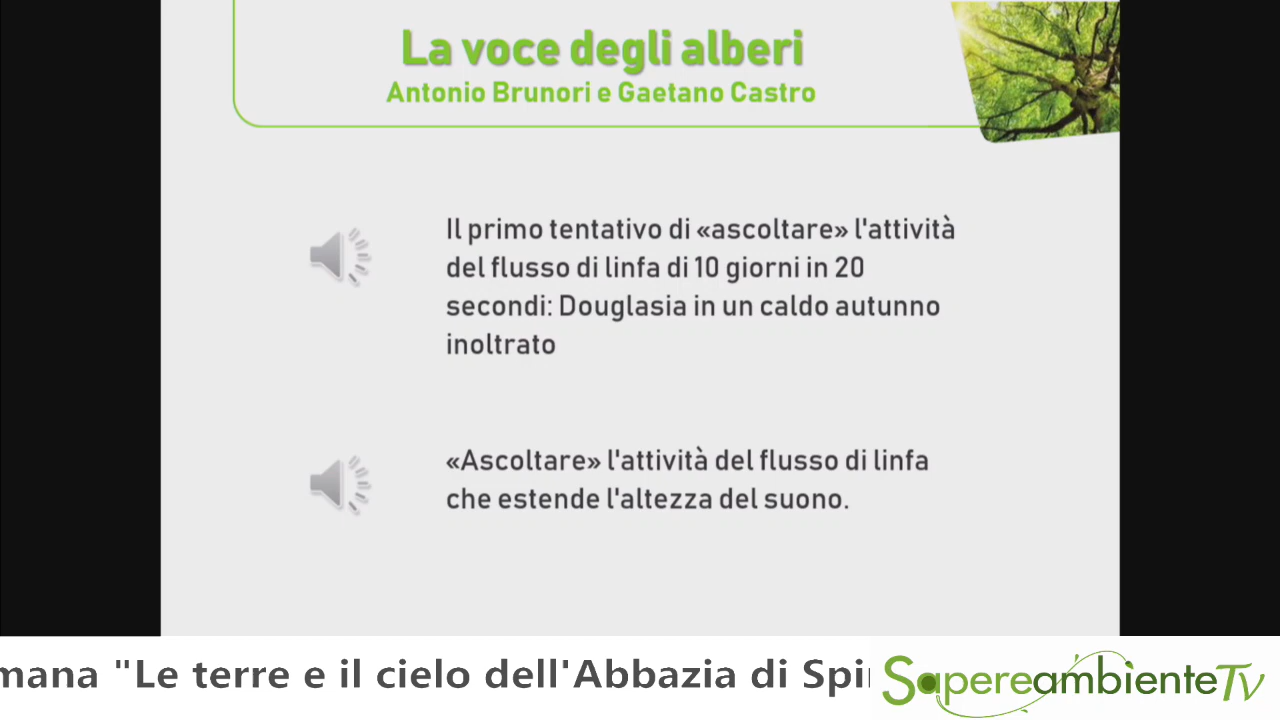 La voce degli alberi
Antonio Brunori e Gaetano Castro
Il primo tentativo di «ascoltare» l'attività
del flusso di linfa di 10 giorni in 20
secondi: Douglasia in un caldo autunno
inoltrato
«Ascoltare» l'attività del flusso di linfa
che estende l'altezza del suono.
"Le terre e il cielo dell'Abbazia di
SapereambienteTv